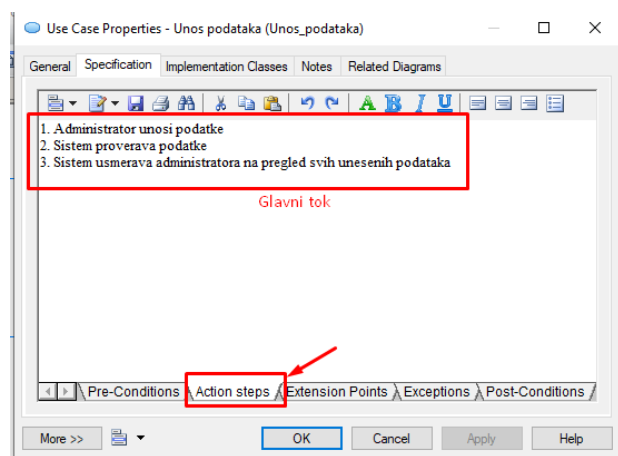 Use Case Properties - Unos podataka (Unos_podataka)
General Specification Implementation Classes Notes Related Diagrams
A B I U
1. Administrator unosi podatke
2. Sistem proverava podatke
3. Sistem usmerava administratora na pregled svih unesenih podataka
Glavni tok
Pre-Conditions Action steps Extension Points Exceptions Post-Conditions
More >> OK Cancel Apply Help